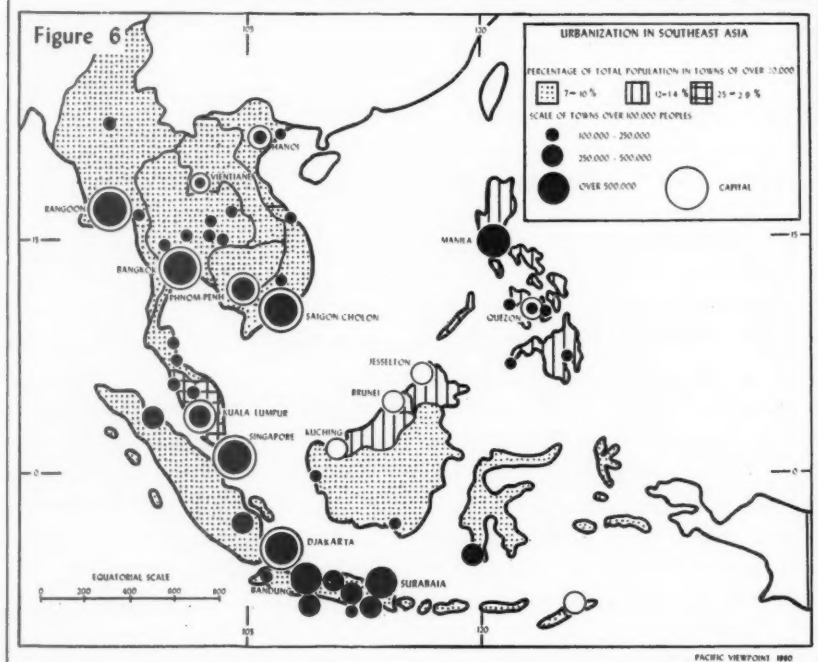 Figure 6
105
120
URBANIZATION IN SOUTHEAST ASIA
PERCENTAGE OF TOTAL POPULATION IN TOWNS OF OVER 20.000
7 - 10 %
12-14 %
25 - 29 %
SCALE OF TOWNS OVER 100.000 PEOPLES
100.000 - 250.000
250.000 - 500.000
OVER 500.000
CAPITAL
HANOI
VIENTIANE
RANGOON
15
MANILA
15
BANGKOK
PHNOM-PENH
SAIGON-CHOLON
QUEZON
JESSELTON
BRUNEI
KUALA LUMPUR
KUCHING
SINGAPORE
0
0
DJAKARTA
EQUATORIAL SCALE
0 200 400 600 800
BANDUNG
SURABAIA
105
120
PACIFIC VIEWPOINT 1960